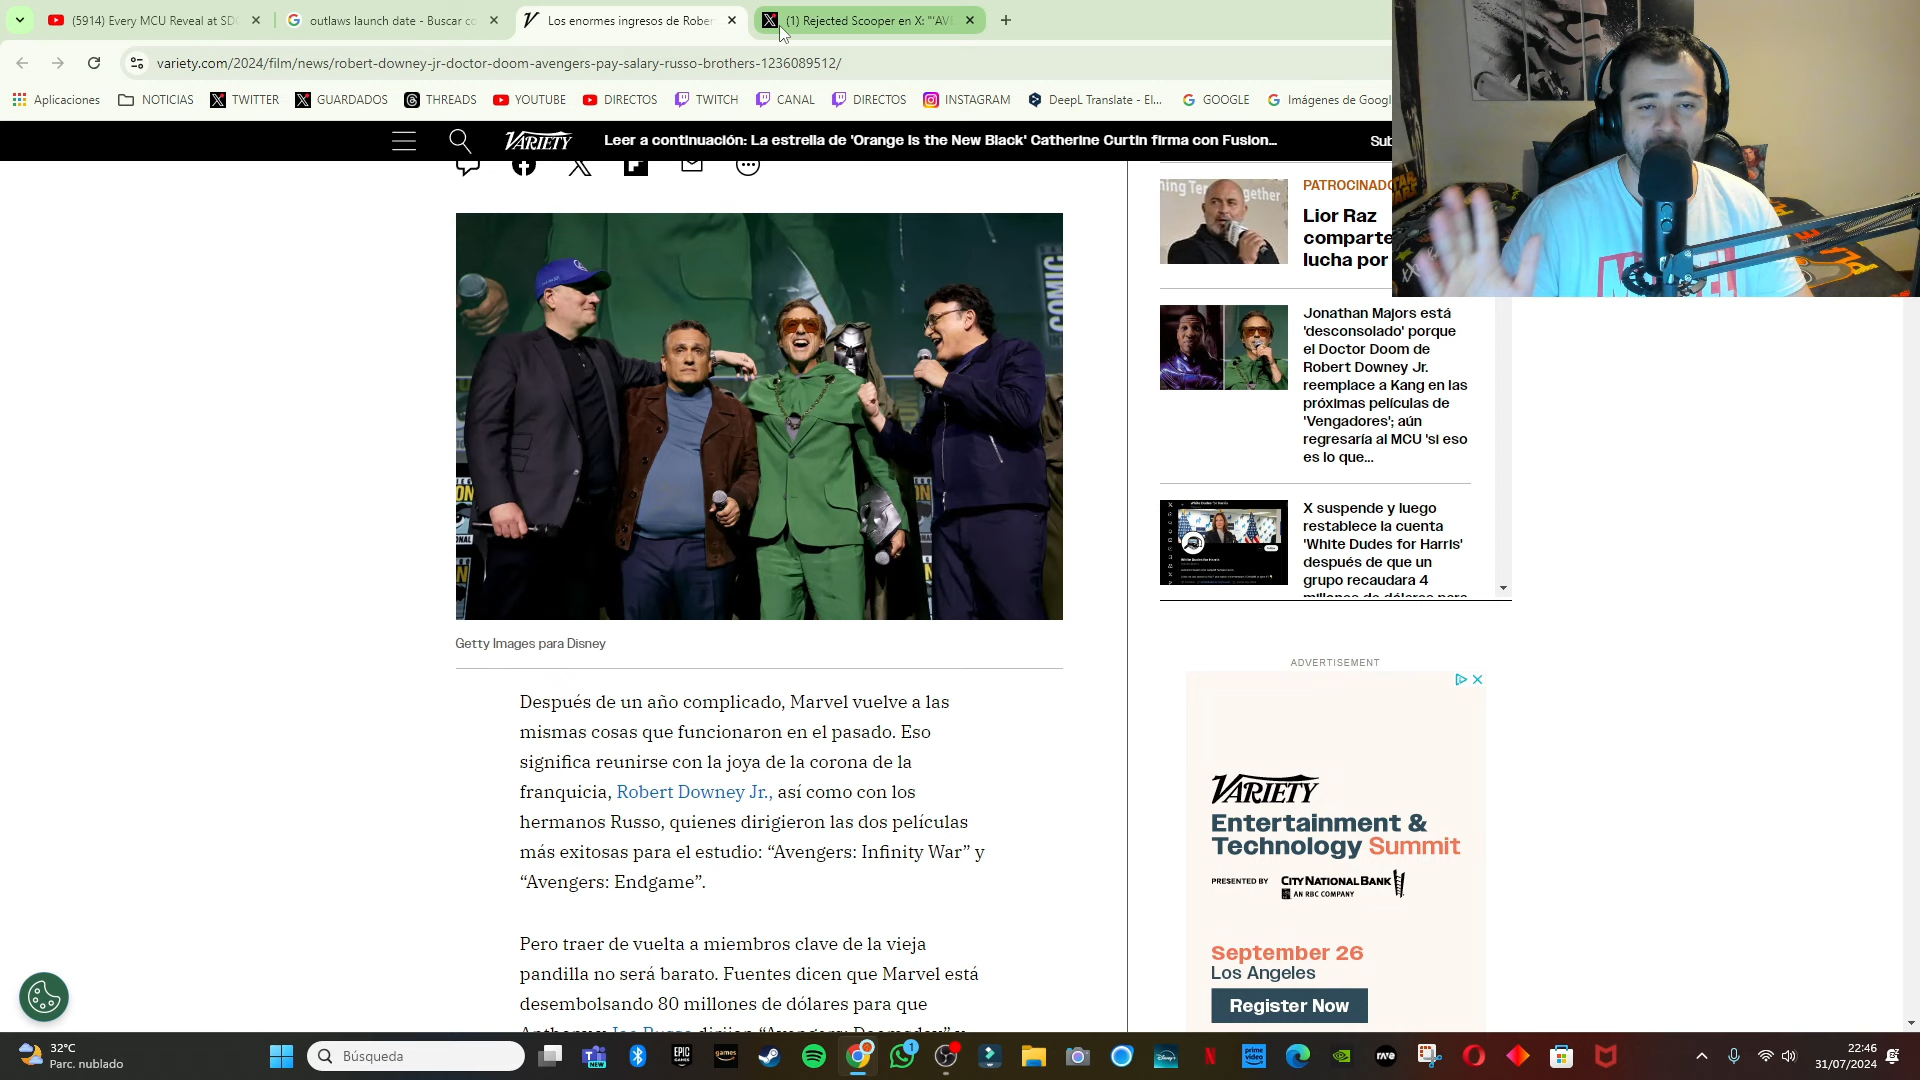 (5914) Every MCU Reveal at SD
outlaws launch date - Buscar co
Los enormes ingresos de Rober
(1) Rejected Scooper en X: "'AV
variety.com/2024/film/news/robert-downey-jr-doctor-doom-avengers-pay-salary-russo-brothers-1236089512/
Aplicaciones
NOTICIAS
TWITTER
GUARDADOS
THREADS
YOUTUBE
DIRECTOS
TWITCH
CANAL
DIRECTOS
INSTAGRAM
DeepL Translate - El...
GOOGLE
Imágenes de Googl
VARIETY
Leer a continuación: La estrella de 'Orange Is the New Black' Catherine Curtin firma con Fusion...
Sub
COMIC
Getty Images para Disney
Después de un año complicado, Marvel vuelve a las
mismas cosas que funcionaron en el pasado. Eso
significa reunirse con la joya de la corona de la
franquicia, Robert Downey Jr., así como con los
hermanos Russo, quienes dirigieron las dos películas
más exitosas para el estudio: “Avengers: Infinity War” y
“Avengers: Endgame”.
Pero traer de vuelta a miembros clave de la vieja
pandilla no será barato. Fuentes dicen que Marvel está
desembolsando 80 millones de dólares para que
PATROCINADO
Lior Raz
comparte
lucha por
Jonathan Majors está
'desconsolado' porque
el Doctor Doom de
Robert Downey Jr.
reemplace a Kang en las
próximas películas de
'Vengadores'; aún
regresaría al MCU 'si eso
es lo que...
X suspende y luego
restablece la cuenta
'White Dudes for Harris'
después de que un
grupo recaudara 4
millones de dólares para
ADVERTISEMENT
VARIETY
Entertainment &
Technology Summit
PRESENTED BY CITY NATIONAL BANK
AN RBC COMPANY
September 26
Los Angeles
Register Now
32°C
Parc. nublado
Búsqueda
22:46
31/07/2024